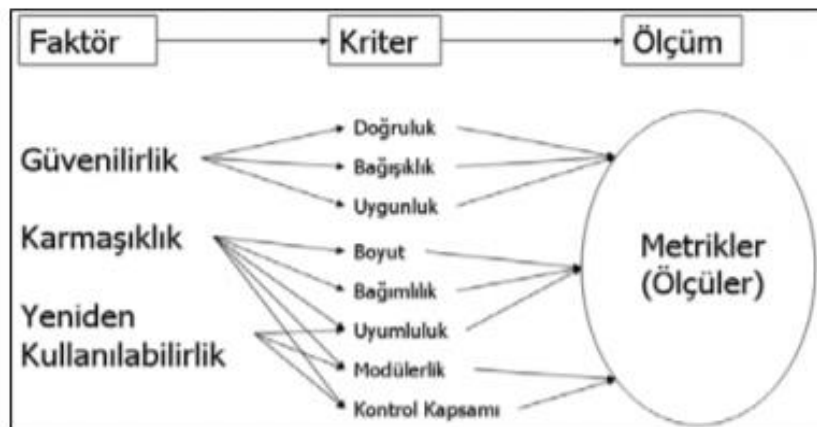 Faktör
Kriter
Ölçüm
Güvenilirlik
Karmaşıklık
Yeniden
Kullanılabilirlik
Doğruluk
Bağışıklık
Uygunluk
Boyut
Bağımlılık
Uyumluluk
Modülerlik
Kontrol Kapsamı
Metrikler
(Ölçüler)